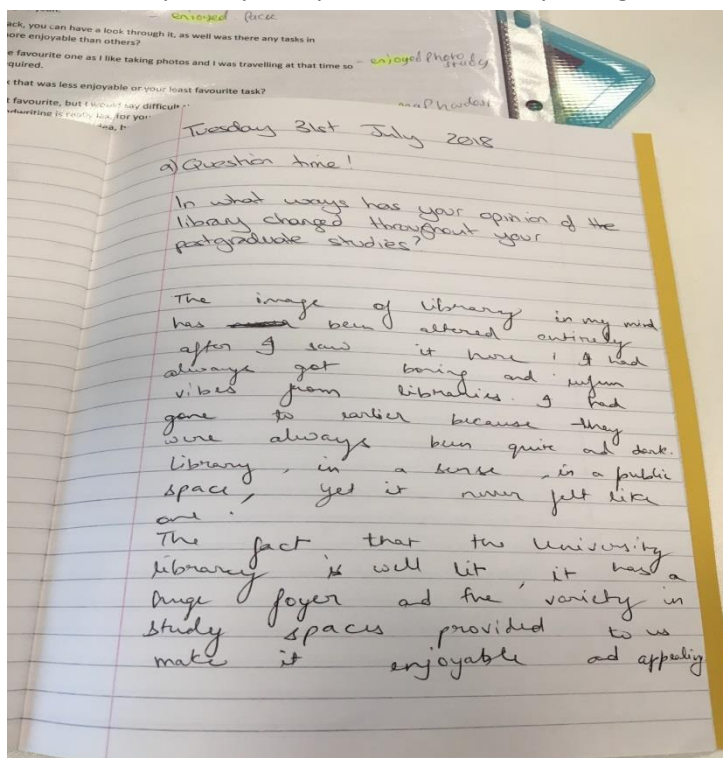 enjoyed pack
ack, you can have a look through it, as well was there any tasks in
ore enjoyable than others?
e favourite one as I like taking photos and I was travelling at that time so
- enjoyed Photo
study
quired.
that was less enjoyable or your least favourite task?
t favourite, but I would say difficult
map hardest
dwriting is really bad, for you
Tuesday 31st July 2018
a) Question time!
In what ways has your opinion of the
library changed throughout your
postgraduate studies?
The image of library in my mind
has been altered entirely
after I saw it here, I had
always got boring and unfun
vibes from libraries I had
gone to earlier because they
were always been quite and dark.
Library, in a sense, is a public
space, yet it never felt like
one.
The fact that the University
library is well lit, it has a
huge foyer and the variety in
study spaces provided to us
make it enjoyable and appealing